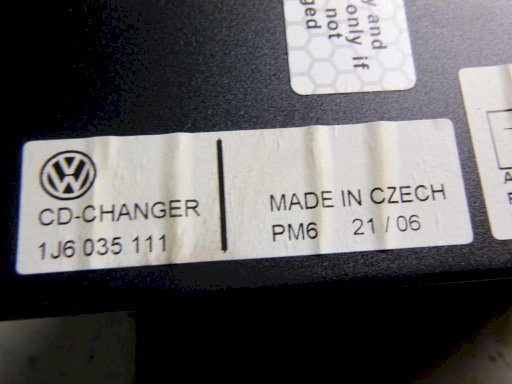 y and
only if
not
ged
CD-CHANGER
1J6 035 111
MADE IN CZECH
PM6 21 / 06